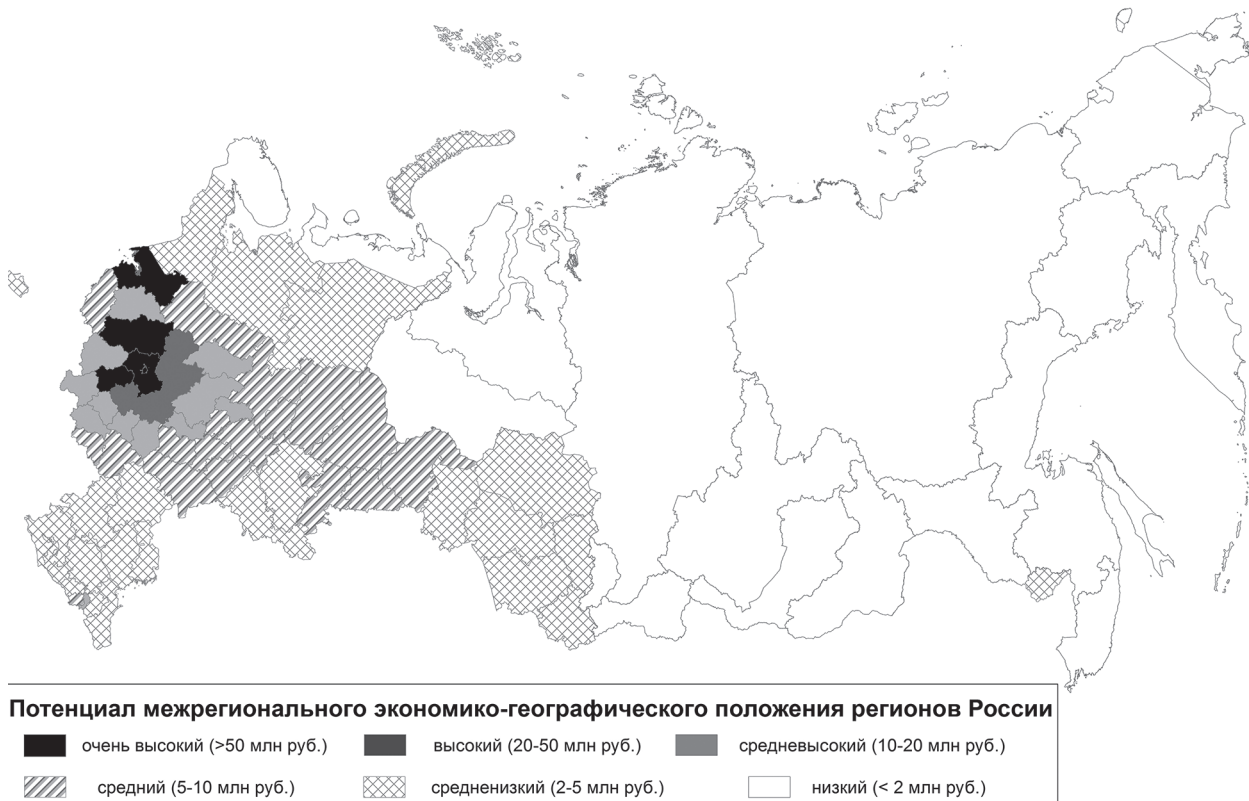 Потенциал межрегионального экономико-географического положения регионов России
очень высокий (>50 млн руб.) высокий (20-50 млн руб.) средневысокий (10-20 млн руб.)
средний (5-10 млн руб.) средненизкий (2-5 млн руб.) низкий (< 2 млн руб.)